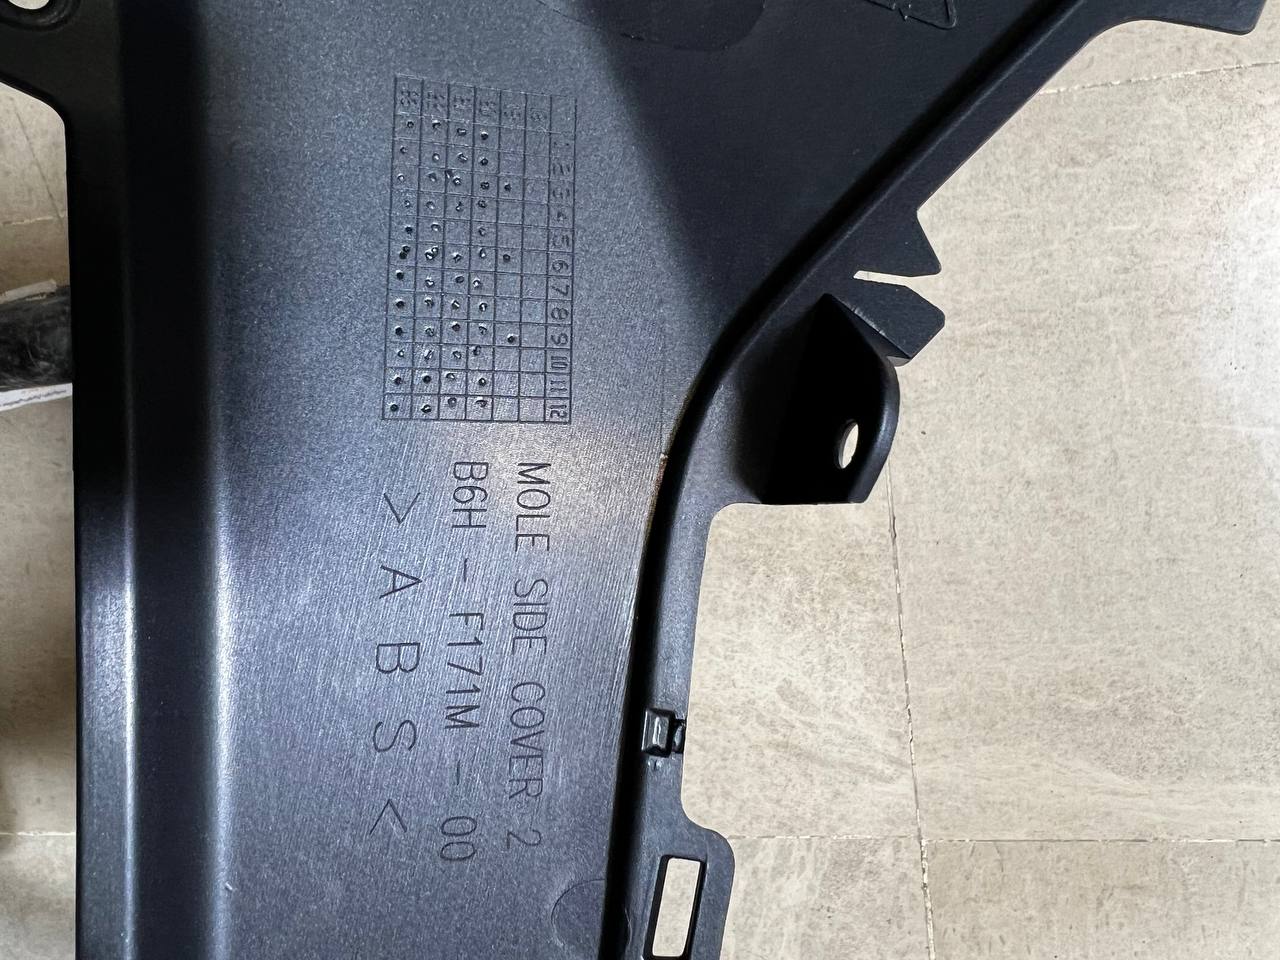 1 2 3 4 5 6 7 8 9 10 11 12
MOLE SIDE COVER 2
B6H - F171M - 00
> A B S <